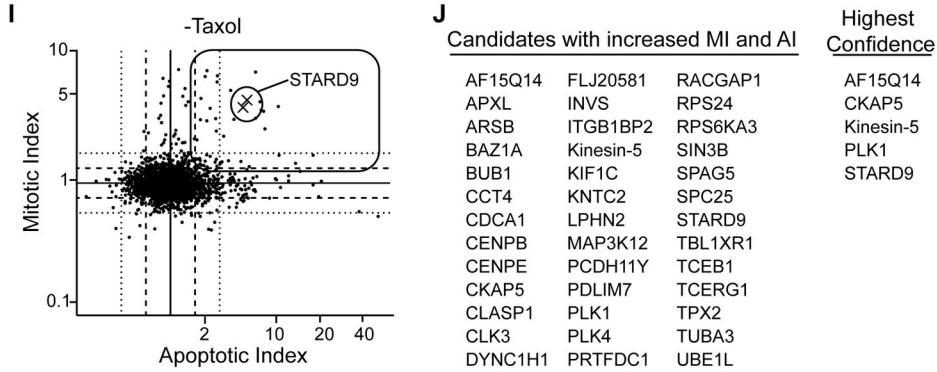 I
-Taxol
10
5
1
0.1
Mitotic Index
STARD9
2 10 20 40
Apoptotic Index
J
Candidates with increased MI and AI
AF15Q14 FLJ20581 RACGAP1
APXL INVS RPS24
ARSB ITGB1BP2 RPS6KA3
BAZ1A Kinesin-5 SIN3B
BUB1 KIF1C SPAG5
CCT4 KNTC2 SPC25
CDCA1 LPHN2 STARD9
CENPB MAP3K12 TBL1XR1
CENPE PCDH11Y TCEB1
CKAP5 PDLIM7 TCERG1
CLASP1 PLK1 TPX2
CLK3 PLK4 TUBA3
DYNC1H1 PRTFDC1 UBE1L
Highest
Confidence
AF15Q14
CKAP5
Kinesin-5
PLK1
STARD9